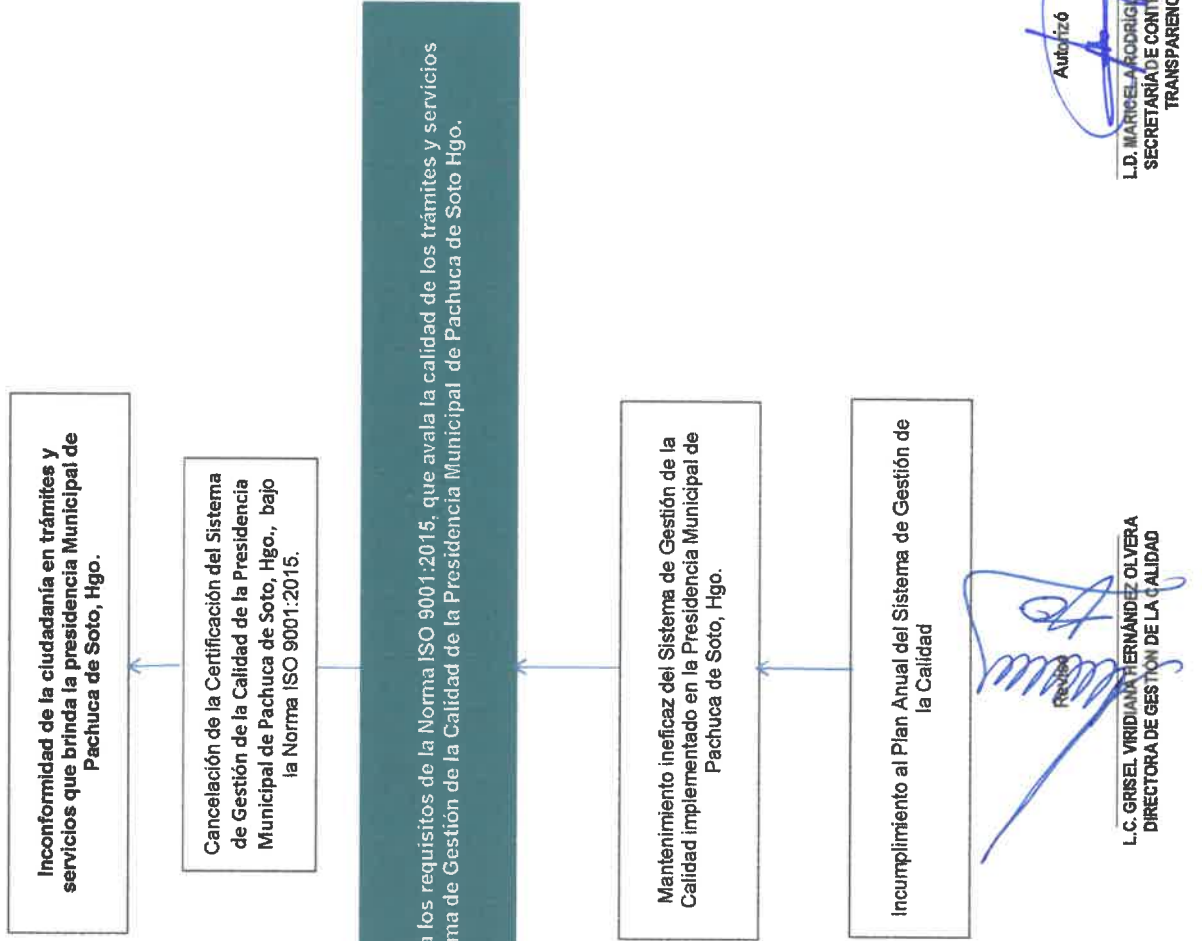 Inconformidad de la ciudadanía en trámites y
servicios que brinda la presidencia Municipal de
Pachuca de Soto, Hgo.
Cancelación de la Certificación del Sistema
de Gestión de la Calidad de la Presidencia
Municipal de Pachuca de Soto, Hgo., bajo
la Norma ISO 9001:2015.
los requisitos de la Norma ISO 9001:2015, que avala la calidad de los trámites y servicios
ma de Gestión de la Calidad de la Presidencia Municipal de Pachuca de Soto Hgo.
Mantenimiento ineficaz del Sistema de Gestión de la
Calidad implementado en la Presidencia Municipal de
Pachuca de Soto, Hgo.
Incumplimiento al Plan Anual del Sistema de Gestión de
la Calidad
Revisó
L.C. GRISEL VIRIDIANA HERNÁNDEZ OLVERA
DIRECTORA DE GESTIÓN DE LA CALIDAD
Autorizó
L.D. MARICELA RODRÍG
SECRETARIA DE CONT
TRANSPARENC